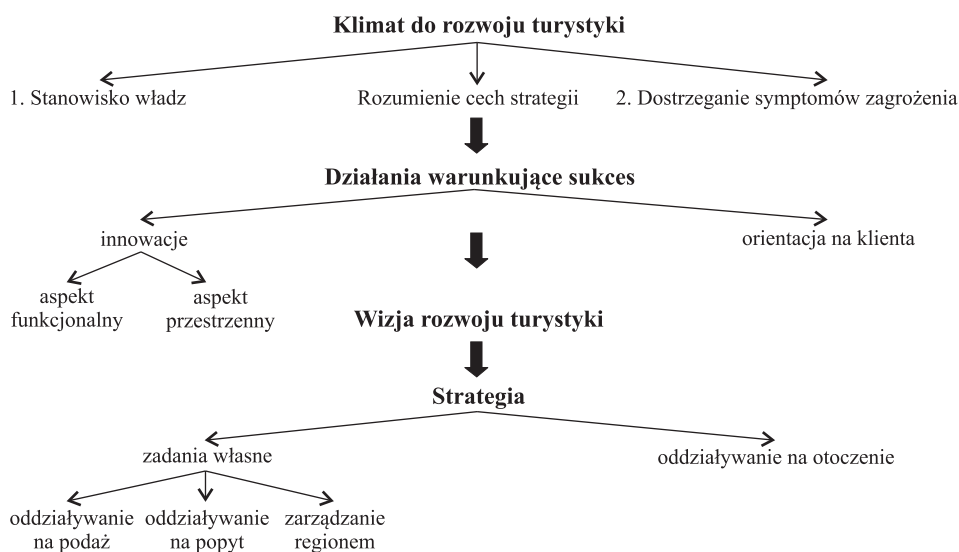 Klimat do rozwoju turystyki
1. Stanowisko władz
Rozumienie cech strategii
2. Dostrzeganie symptomów zagrożenia
Działania warunkujące sukces
innowacje
orientacja na klienta
aspekt
funkcjonalny
aspekt
przestrzenny
Wizja rozwoju turystyki
Strategia
zadania własne
oddziaływanie na otoczenie
oddziaływanie
na podaż
oddziaływanie
na popyt
zarządzanie
regionem